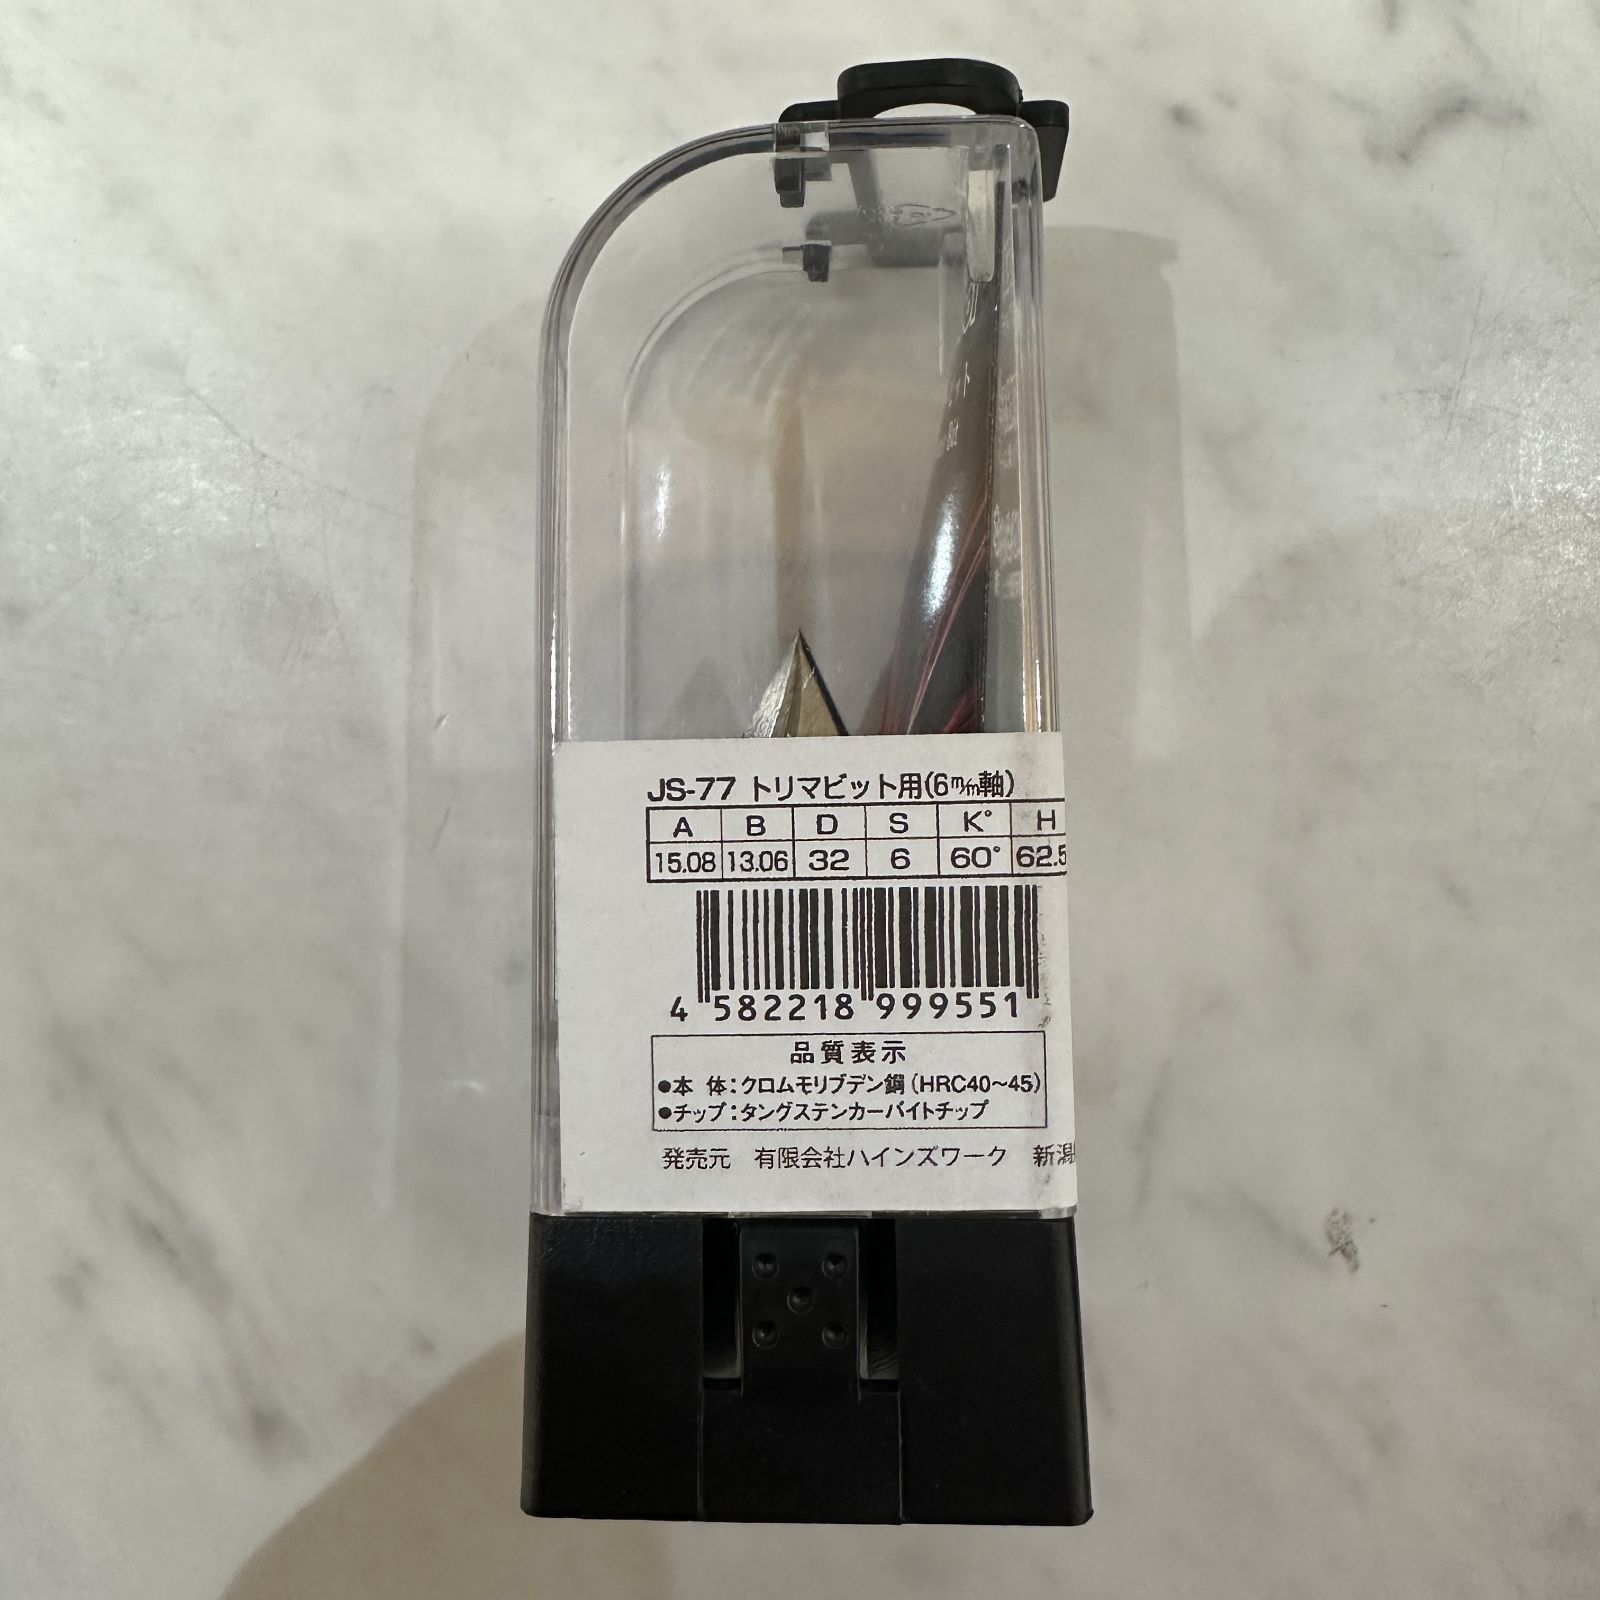 JS-77 トリマビット用(6㎜軸)
A B D S K° H
15.08 13.06 32 6 60° 62.5
4 582218 999551
品質表示
●本 体:クロムモリブデン鋼(HRC40〜45)
●チップ:タングステンカーバイトチップ
発売元 有限会社ハインズワーク 新潟